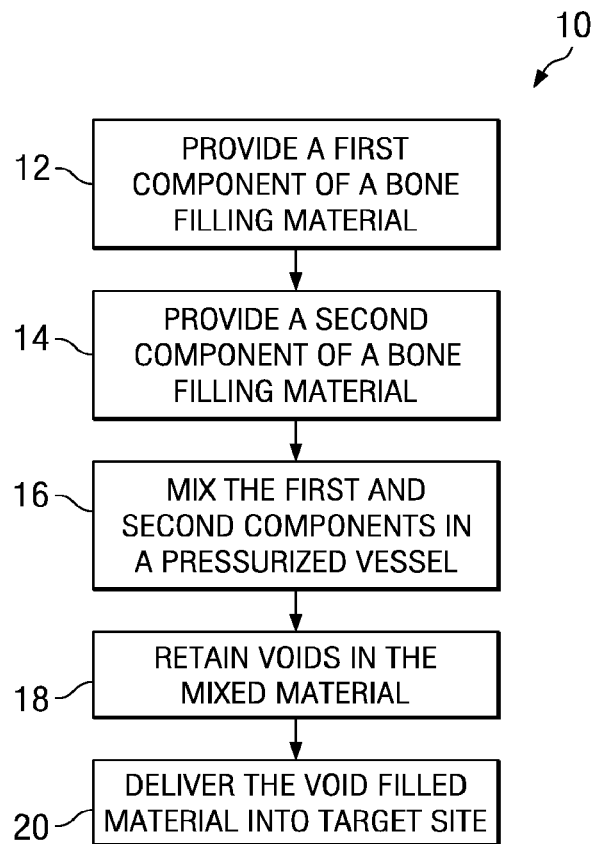 10
12
PROVIDE A FIRST
COMPONENT OF A BONE
FILLING MATERIAL
14
PROVIDE A SECOND
COMPONENT OF A BONE
FILLING MATERIAL
16
MIX THE FIRST AND
SECOND COMPONENTS IN
A PRESSURIZED VESSEL
18
RETAIN VOIDS IN THE
MIXED MATERIAL
20
DELIVER THE VOID FILLED
MATERIAL INTO TARGET SITE